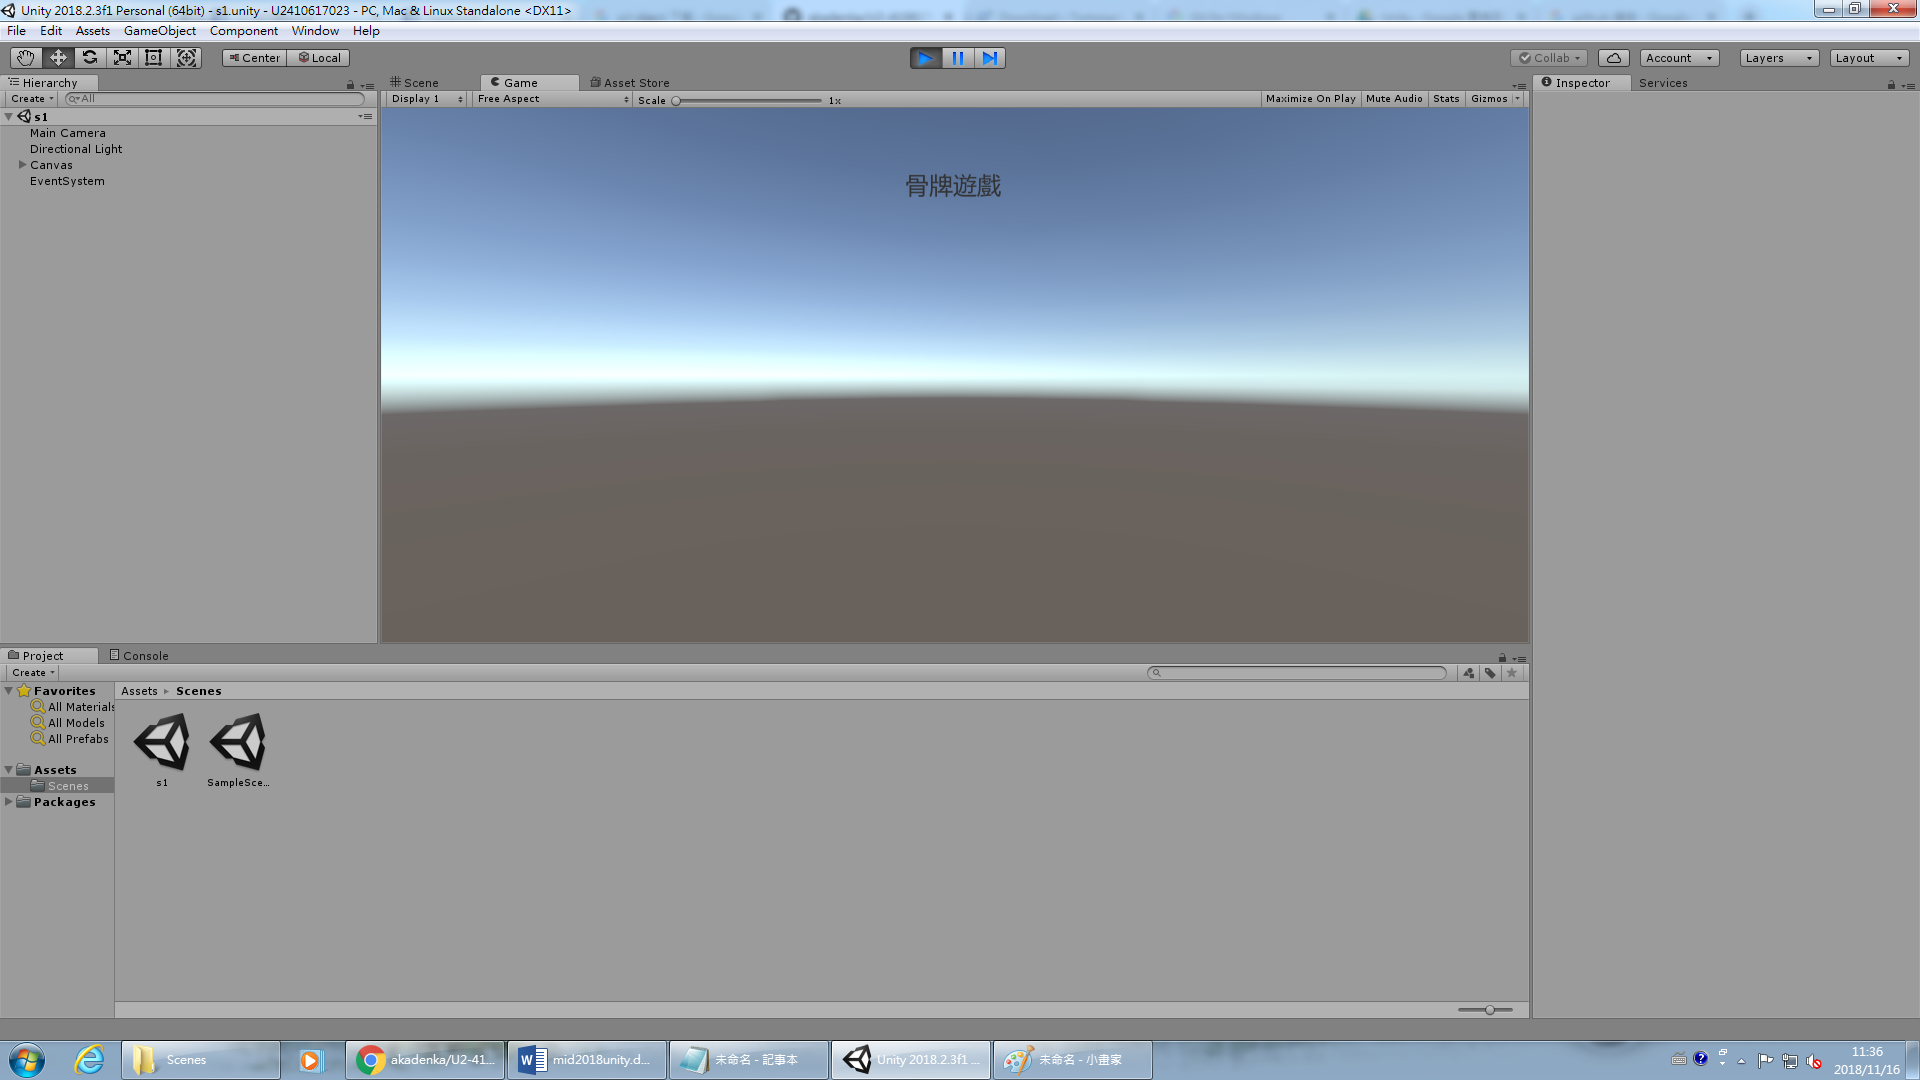 Unity 2018.2.3f1 Personal (64bit) - s1.unity - U2410617023 - PC, Mac & Linux Standalone <DX11>
File Edit Assets GameObject Component Window Help
Center Local Collab Account Layers Layout
Hierarchy
Create All
s1
Main Camera
Directional Light
Canvas
EventSystem
Scene Game Asset Store
Display 1 Free Aspect Scale 1x Maximize On Play Mute Audio Stats Gizmos
骨牌遊戲
Inspector Services
Project Console
Create
Favorites
All Materials
All Models
All Prefabs
Assets
Scenes
Packages
Assets ▸ Scenes
s1
SampleSce...
Scenes
akadenka/U2-41...
mid2018unity.d...
未命名 - 記事本
Unity 2018.2.3f1 ...
未命名 - 小畫家
11:36
2018/11/16